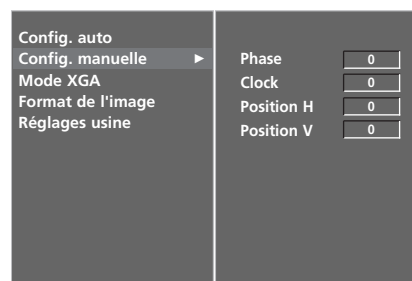 Config. auto
Config. manuelle ►
Mode XGA
Format de l'image
Réglages usine
Phase 0
Clock 0
Position H 0
Position V 0